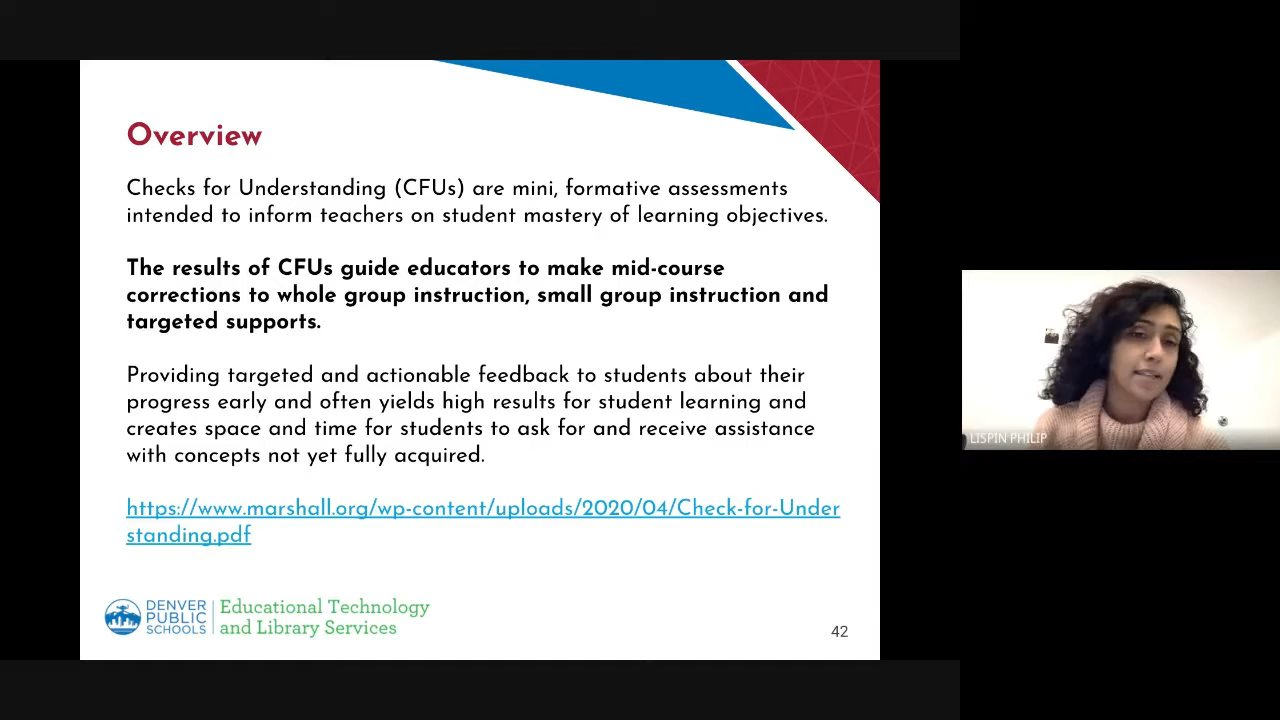 Overview
Checks for Understanding (CFUs) are mini, formative assessments
intended to inform teachers on student mastery of learning objectives.
The results of CFUs guide educators to make mid-course
corrections to whole group instruction, small group instruction and
targeted supports.
Providing targeted and actionable feedback to students about their
progress early and often yields high results for student learning and
creates space and time for students to ask for and receive assistance
with concepts not yet fully acquired.
https://www.marshall.org/wp-content/uploads/2020/04/Check-for-Under
standing.pdf
DENVER
PUBLIC
SCHOOLS
Educational Technology
and Library Services
42
LISPIN PHILIP